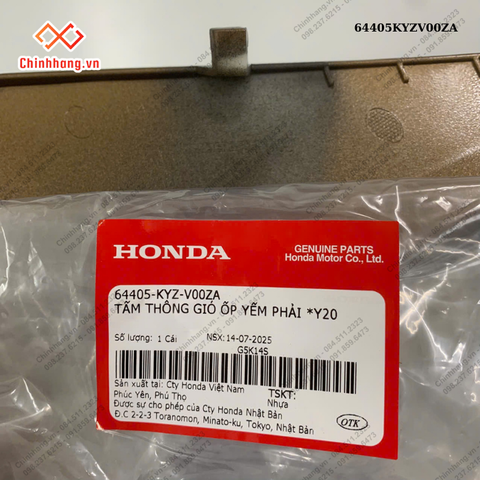 64405KYZV00ZA
Chinhhang.vn
HONDA
GENUINE PARTS
Honda Motor Co., Ltd.
64405-KYZ-V00ZA
TẤM THÔNG GIÓ ỐP YẾM PHẢI *Y20
Số lượng: 1 Cái NSX: 14-07-2025
G5K14S
Sản xuất tại: Cty Honda Việt Nam
TSKT:
Phúc Yên, Phú Thọ
Nhựa
Được sự cho phép của Cty Honda Nhật Bản
Đ.C 2-2-3 Toranomon, Minato-ku, Tokyo, Nhật Bản
OTK